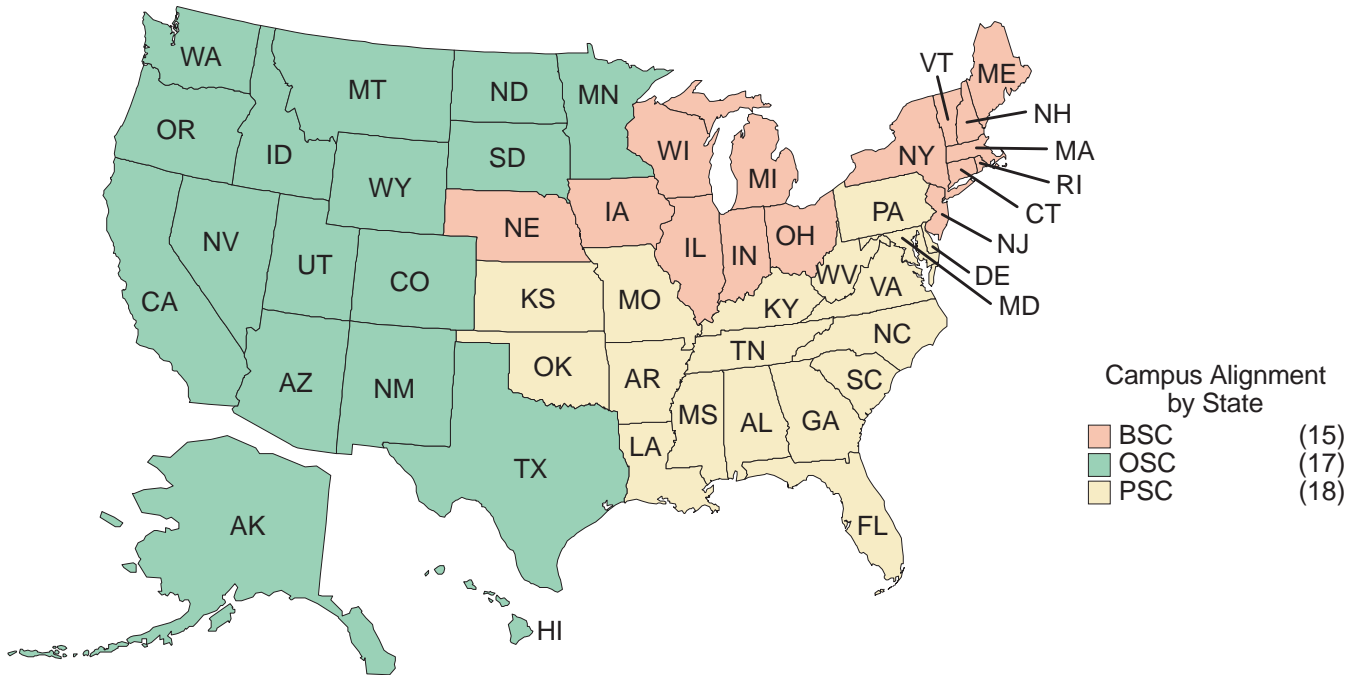 WA
MT
ND
MN
VT
ME
NH
OR
ID
SD
WI
MI
NY
MA
RI
CT
WY
NE
IA
PA
NJ
NV
UT
CO
IL
IN
OH
DE
MD
CA
KS
MO
KY
WV
VA
AZ
NM
OK
AR
TN
NC
SC
MS
AL
GA
LA
TX
FL
AK
HI
Campus Alignment
by State
BSC (15)
OSC (17)
PSC (18)